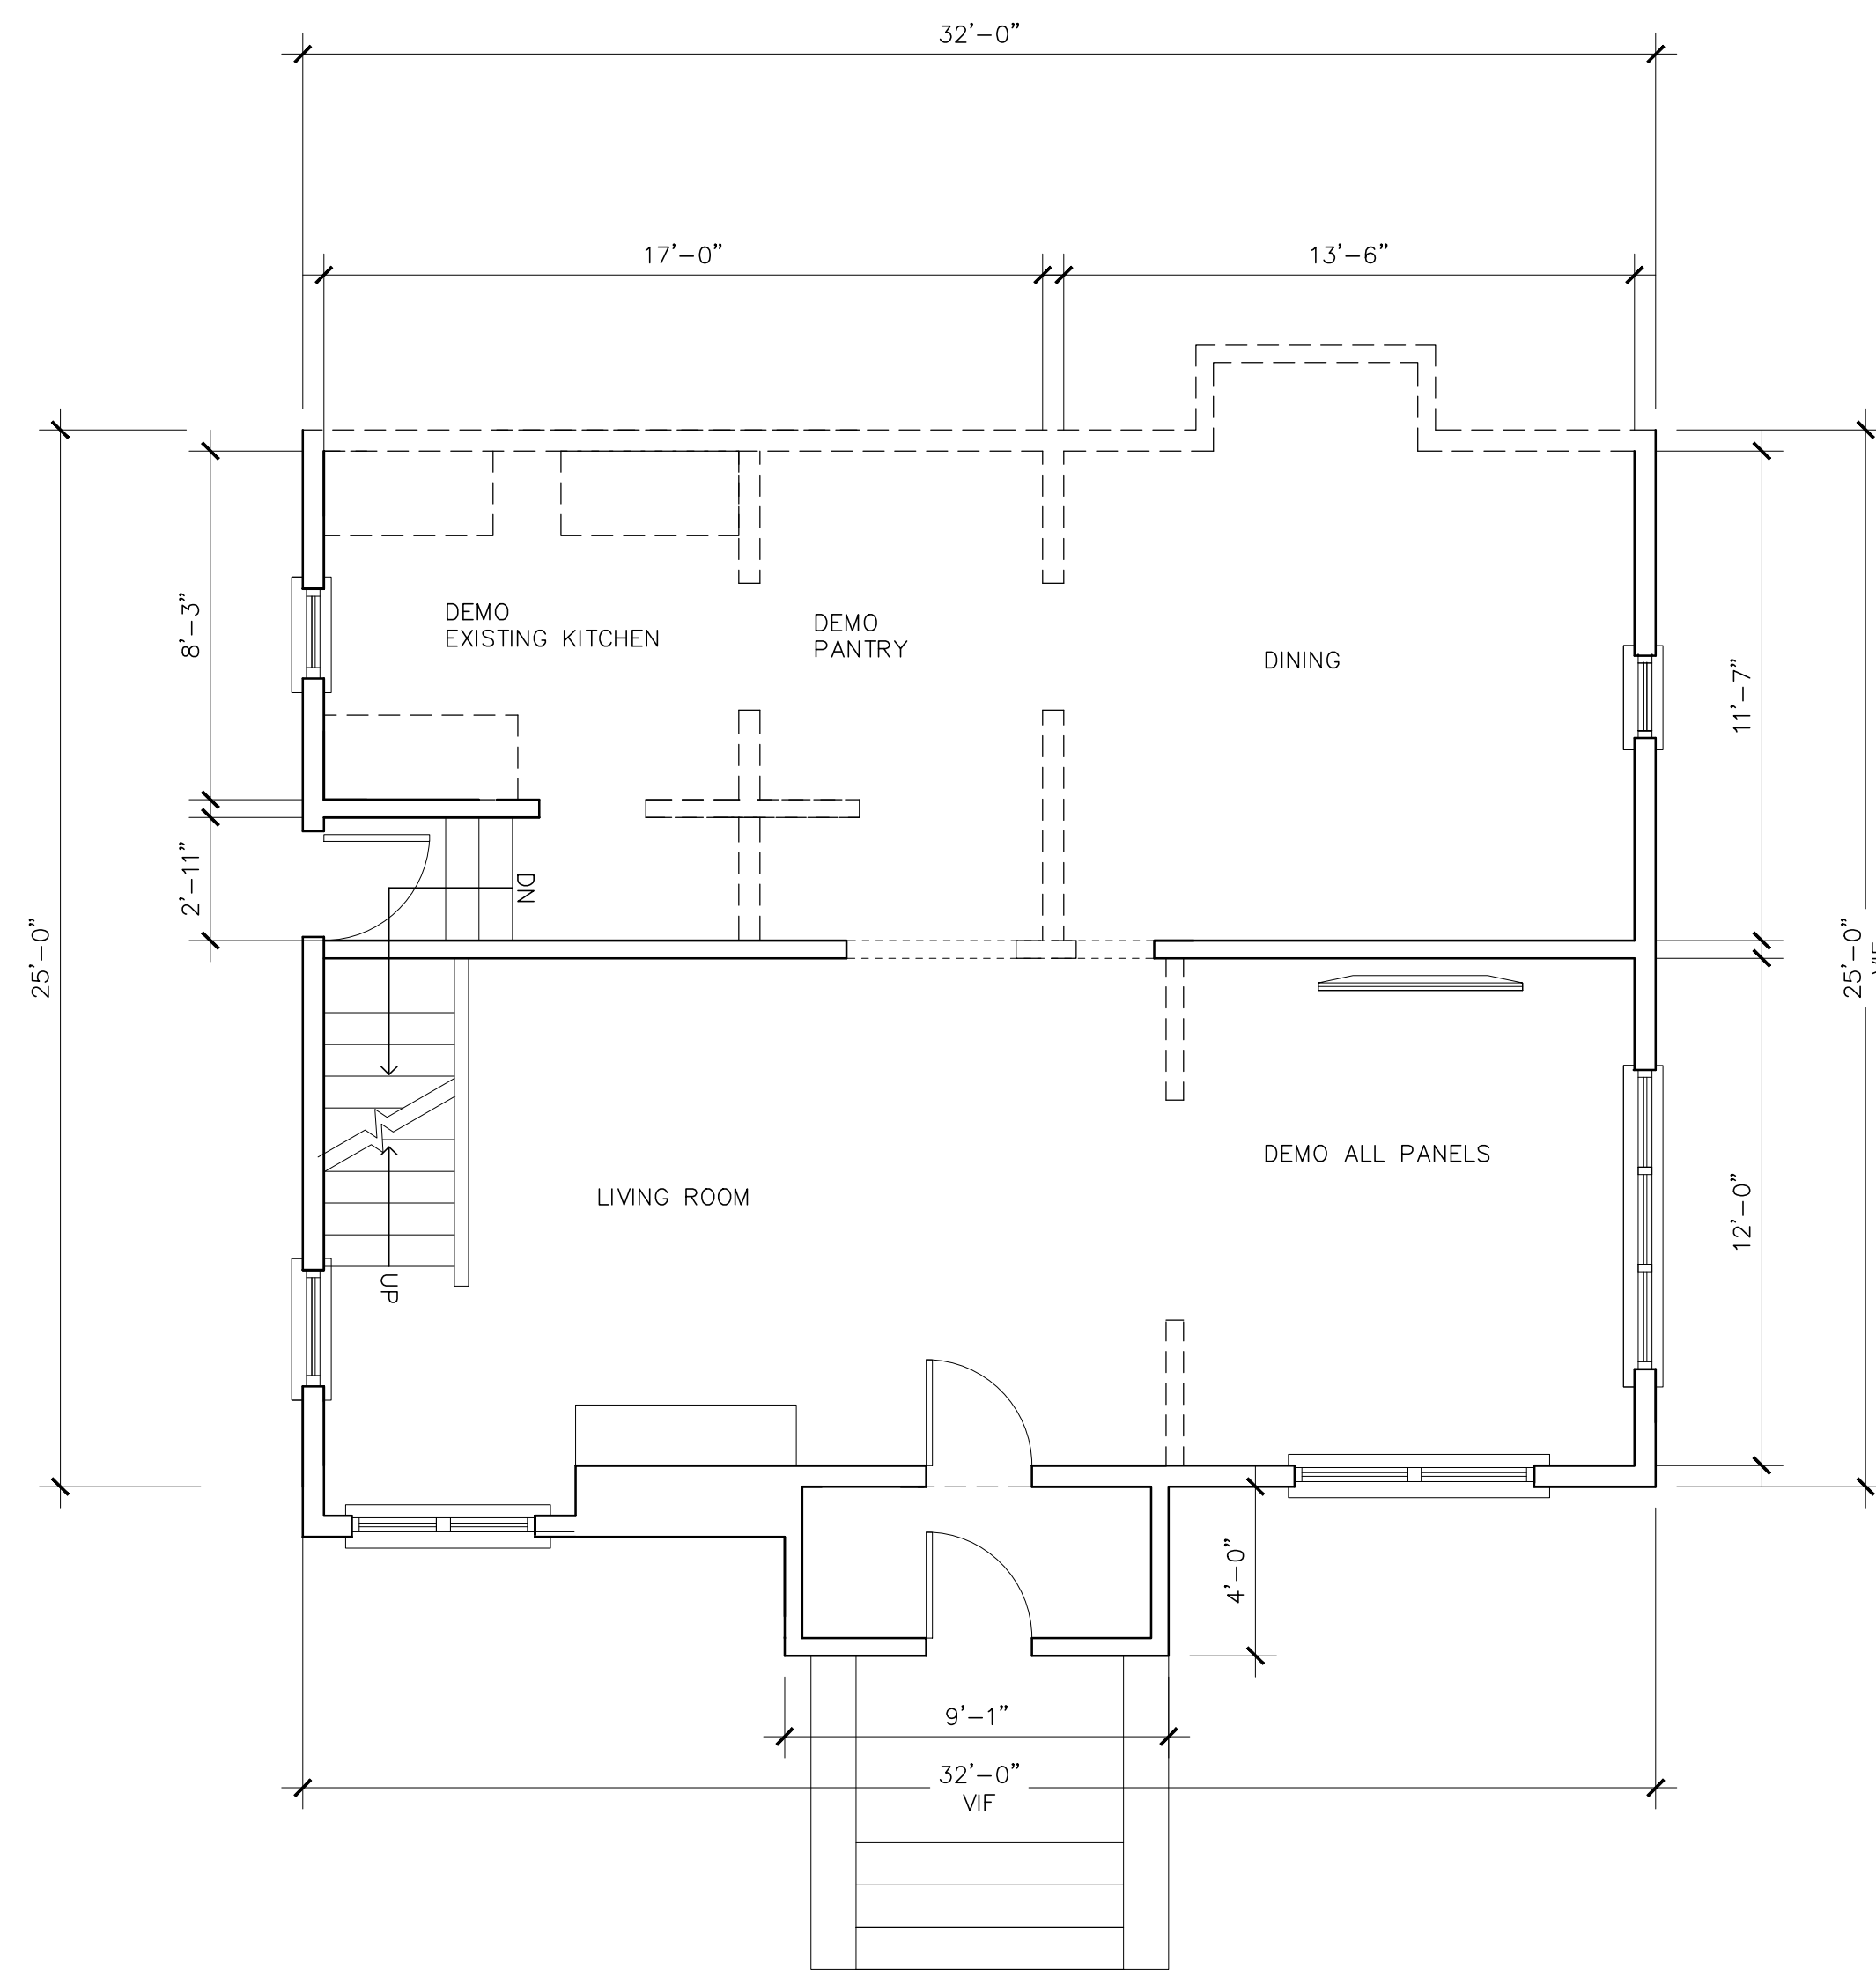 32'-0"
17'-0"
13'-6"
8'-3"
DEMO
EXISTING KITCHEN
DEMO
PANTRY
DINING
11'-7"
2'-11"
DN
25'-0"
25'-0"
VIF
DEMO ALL PANELS
LIVING ROOM
12'-0"
UP
4'-0"
9'-1"
32'-0"
VIF